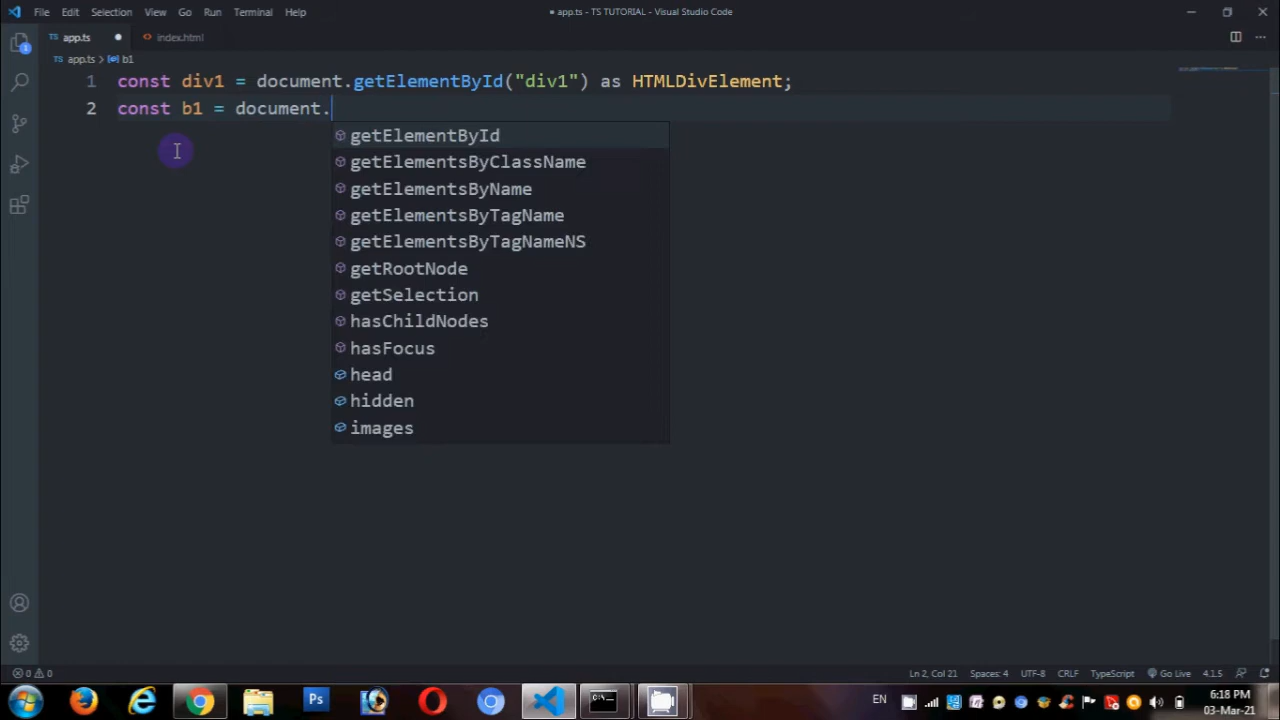 File Edit Selection View Go Run Terminal Help
● app.ts - TS TUTORIAL - Visual Studio Code
app.ts ●
index.html
app.ts > b1
1 const div1 = document.getElementById("div1") as HTMLDivElement;
2 const b1 = document.
getElementById
getElementsByClassName
getElementsByName
getElementsByTagName
getElementsByTagNameNS
getRootNode
getSelection
hasChildNodes
hasFocus
head
hidden
images
0 0
Ln 2, Col 21 Spaces: 4 UTF-8 CRLF TypeScript Go Live 4.1.5
Ps
EN
6:18 PM
03-Mar-21